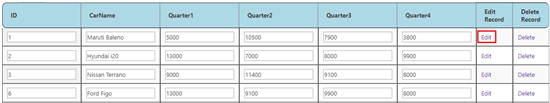 ID CarName Quarter1 Quarter2 Quarter3 Quarter4 Edit Record Delete Record
1 Maruti Baleno 5000 10500 7900 3800 Edit Delete
2 Hyundai i20 13000 7000 8000 9900 Edit Delete
3 Nissan Terrano 9000 11400 9100 8000 Edit Delete
6 Ford Figo 13000 9100 9900 9900 Edit Delete